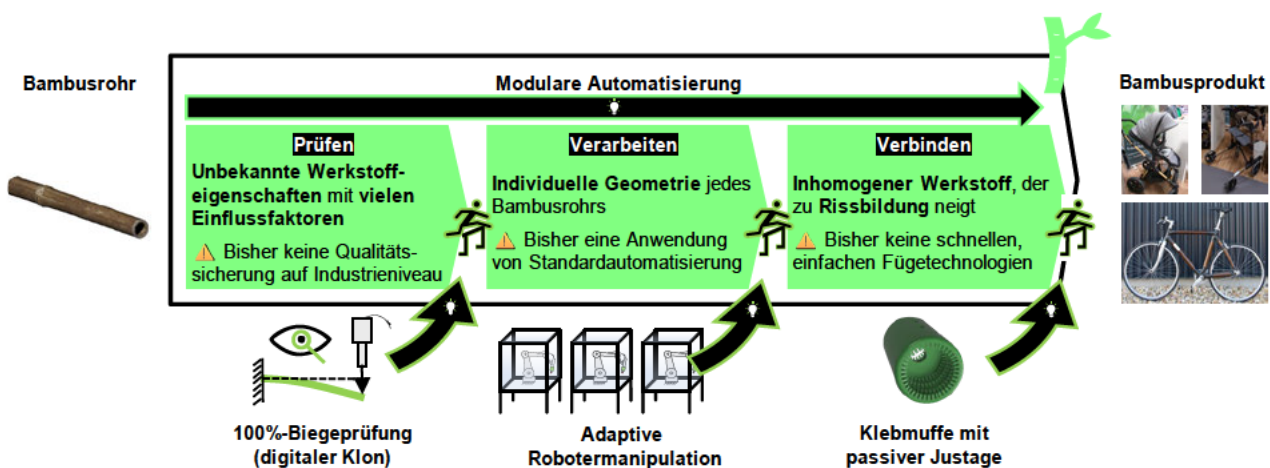 Bambusrohr
Modulare Automatisierung
Bambusprodukt
Prüfen
Unbekannte Werkstoff-
eigenschaften mit vielen
Einflussfaktoren
⚠ Bisher keine Qualitäts-
sicherung auf Industrieniveau
Verarbeiten
Individuelle Geometrie jedes
Bambusrohrs
⚠ Bisher eine Anwendung
von Standardautomatisierung
Verbinden
Inhomogener Werkstoff, der
zu Rissbildung neigt
⚠ Bisher keine schnellen,
einfachen Fügetechnologien
100%-Biegeprüfung
(digitaler Klon)
Adaptive
Robotermanipulation
Klebmuffe mit
passiver Justage